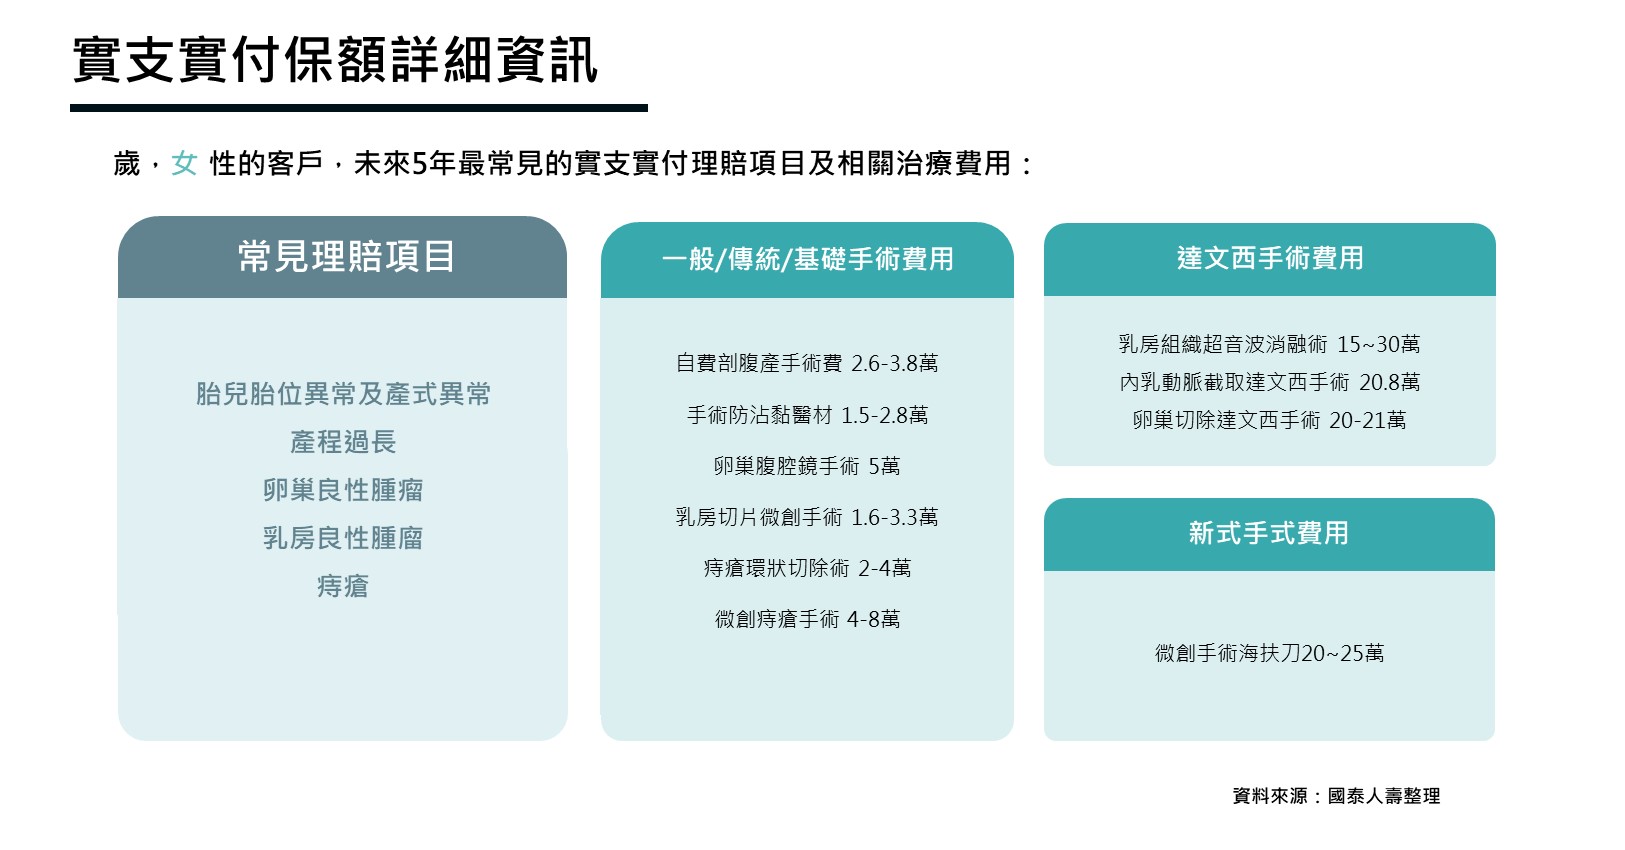 實支實付保額詳細資訊
歲，女 性的客戶，未來5年最常見的實支實付理賠項目及相關治療費用：
常見理賠項目
胎兒胎位異常及產式異常
產程過長
卵巢良性腫瘤
乳房良性腫廇
痔瘡
一般/傳統/基礎手術費用
自費剖腹產手術費 2.6-3.8萬
手術防沾黏醫材 1.5-2.8萬
卵巢腹腔鏡手術 5萬
乳房切片微創手術 1.6-3.3萬
痔瘡環狀切除術 2-4萬
微創痔瘡手術 4-8萬
達文西手術費用
乳房組織超音波消融術 15~30萬
內乳動脈截取達文西手術 20.8萬
卵巢切除達文西手術 20-21萬
新式手式費用
微創手術海扶刀20~25萬
資料來源：國泰人壽整理